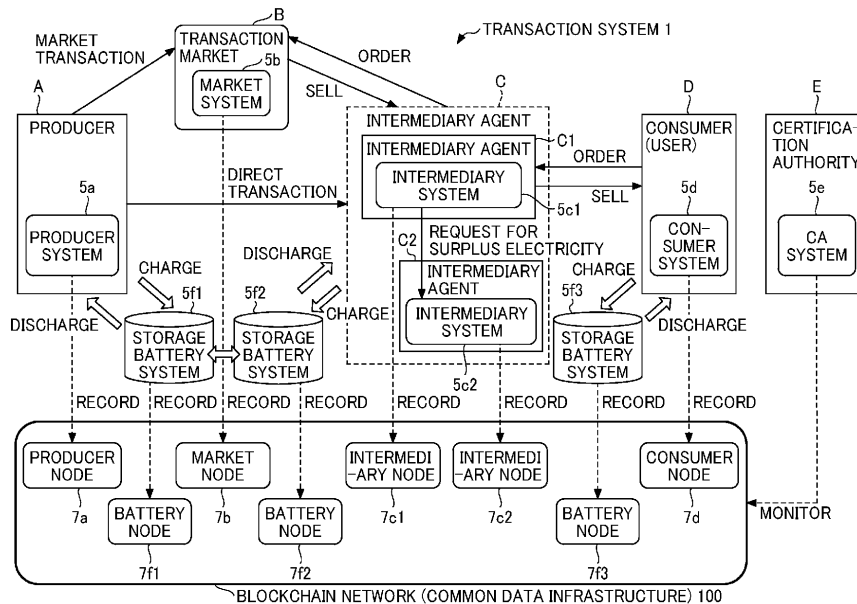 TRANSACTION SYSTEM 1
B
TRANSACTION
MARKET
5b
MARKET
SYSTEM
MARKET
TRANSACTION
ORDER
SELL
A
PRODUCER
5a
PRODUCER
SYSTEM
DIRECT
TRANSACTION
C
INTERMEDIARY AGENT
C1
INTERMEDIARY AGENT
INTERMEDIARY
SYSTEM
5c1
ORDER
SELL
D
CONSUMER
(USER)
5d
CON-
SUMER
SYSTEM
E
CERTIFICA-
TION
AUTHORITY
5e
CA
SYSTEM
REQUEST FOR
SURPLUS ELECTRICITY
C2
INTERMEDIARY
AGENT
INTERMEDIARY
SYSTEM
5c2
CHARGE
DISCHARGE
5f1
STORAGE
BATTERY
SYSTEM
DISCHARGE
CHARGE
5f2
STORAGE
BATTERY
SYSTEM
CHARGE
DISCHARGE
5f3
STORAGE
BATTERY
SYSTEM
RECORD
RECORD
RECORD
RECORD
RECORD
RECORD
RECORD
RECORD
PRODUCER
NODE
7a
BATTERY
NODE
7f1
MARKET
NODE
7b
BATTERY
NODE
7f2
INTERMEDI
-ARY NODE
7c1
INTERMEDI
-ARY NODE
7c2
BATTERY
NODE
7f3
CONSUMER
NODE
7d
MONITOR
BLOCKCHAIN NETWORK (COMMON DATA INFRASTRUCTURE) 100